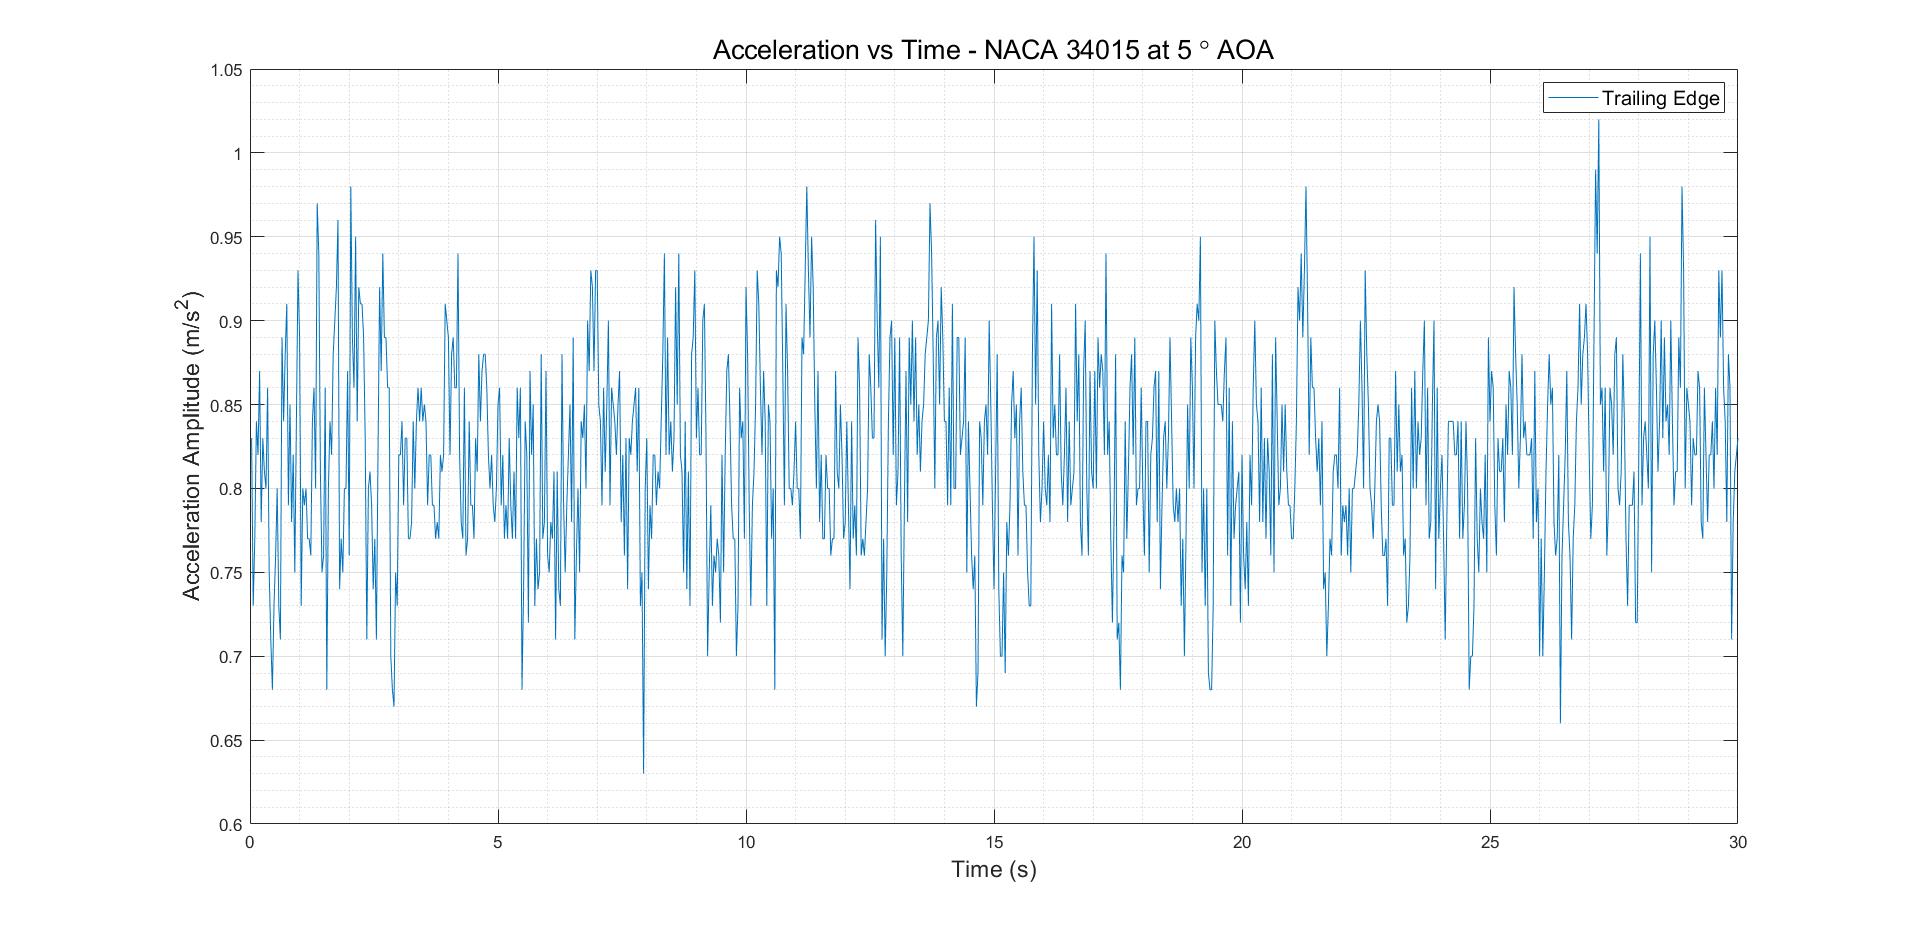 Acceleration vs Time - NACA 34015 at 5 ° AOA
Trailing Edge
Acceleration Amplitude (m/s²)
1.05
1
0.95
0.9
0.85
0.8
0.75
0.7
0.65
0.6
0 5 10 15 20 25 30
Time (s)